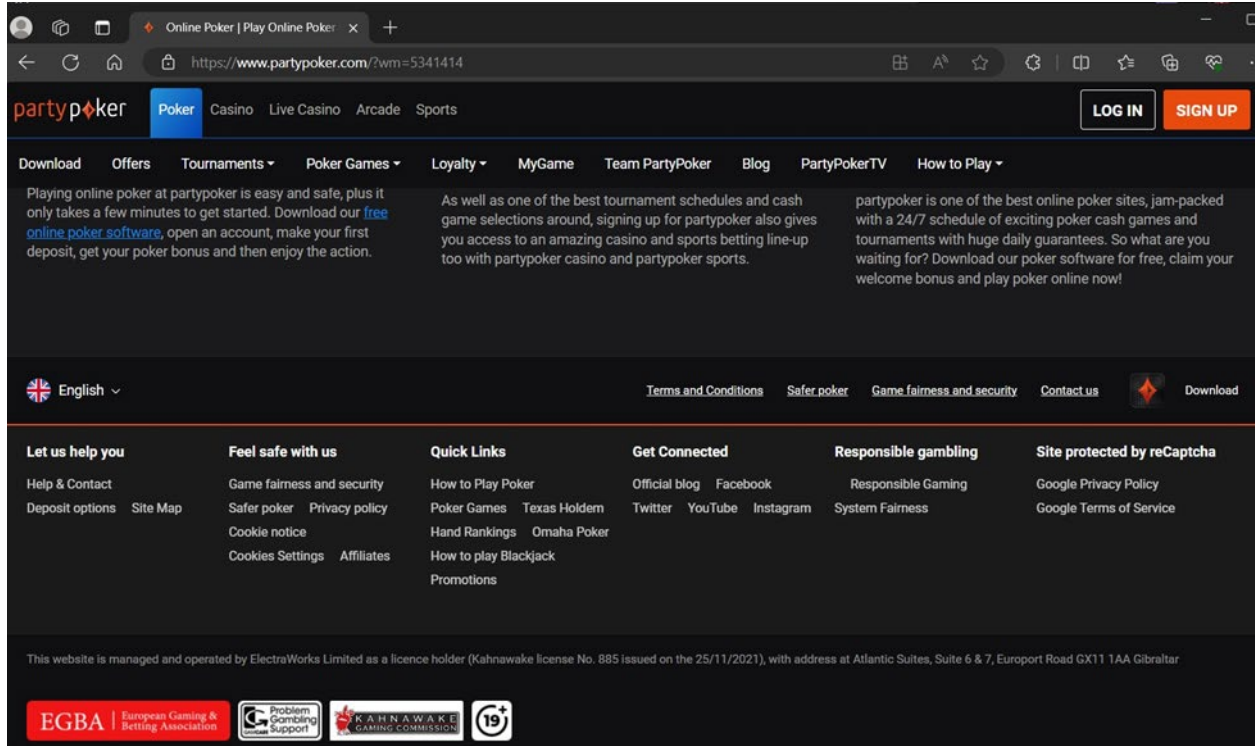 Online Poker | Play Online Poker
https://www.partypoker.com/?wm=5341414
partypoker Poker Casino Live Casino Arcade Sports LOG IN SIGN UP
Download Offers Tournaments Poker Games Loyalty MyGame Team PartyPoker Blog PartyPokerTV How to Play
Playing online poker at partypoker is easy and safe, plus it
only takes a few minutes to get started. Download our free
online poker software, open an account, make your first
deposit, get your poker bonus and then enjoy the action.
As well as one of the best tournament schedules and cash
game selections around, signing up for partypoker also gives
you access to an amazing casino and sports betting line-up
too with partypoker casino and partypoker sports.
partypoker is one of the best online poker sites, jam-packed
with a 24/7 schedule of exciting poker cash games and
tournaments with huge daily guarantees. So what are you
waiting for? Download our poker software for free, claim your
welcome bonus and play poker online now!
English Terms and Conditions Safer poker Game fairness and security Contact us Download
Let us help you
Help & Contact
Deposit options Site Map
Feel safe with us
Game fairness and security
Safer poker Privacy policy
Cookie notice
Cookies Settings Affiliates
Quick Links
How to Play Poker
Poker Games Texas Holdem
Hand Rankings Omaha Poker
How to play Blackjack
Promotions
Get Connected
Official blog Facebook
Twitter YouTube Instagram
Responsible gambling
Responsible Gaming
System Fairness
Site protected by reCaptcha
Google Privacy Policy
Google Terms of Service
This website is managed and operated by ElectraWorks Limited as a licence holder (Kahnawake license No. 885 issued on the 25/11/2021), with address at Atlantic Suites, Suite 6 & 7, Europort Road GX11 1AA Gibraltar
EGBA European Gaming &
Betting Association
Problem
Gambling
Support
KAHNAWAKE
GAMING COMMISSION
19+